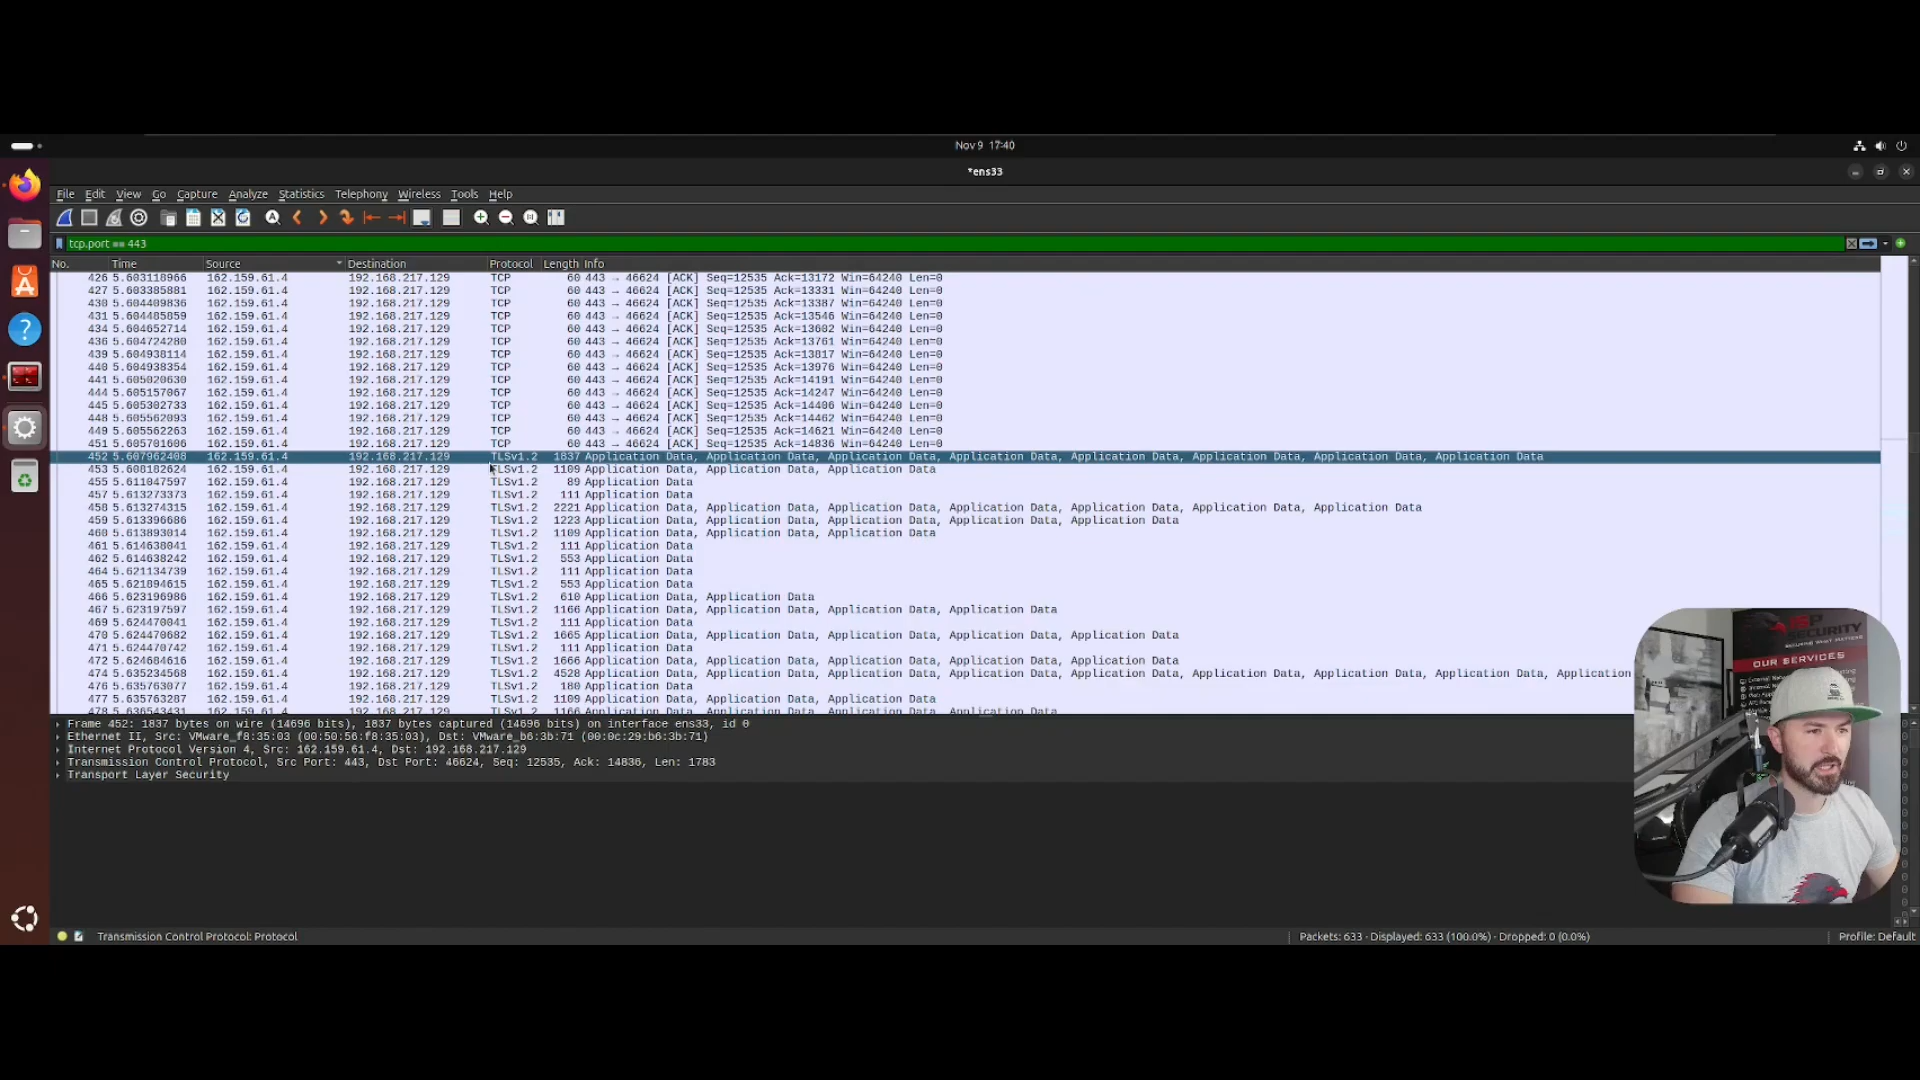 Nov 9 17:40
*ens33
File Edit View Go Capture Analyze Statistics Telephony Wireless Tools Help
tcp.port == 443
No. Time Source Destination Protocol Length Info
426 5.603118966 162.159.61.4 192.168.217.129 TCP 60 443 → 46624 [ACK] Seq=12535 Ack=13172 Win=64240 Len=0
427 5.603385881 162.159.61.4 192.168.217.129 TCP 60 443 → 46624 [ACK] Seq=12535 Ack=13331 Win=64240 Len=0
430 5.604409836 162.159.61.4 192.168.217.129 TCP 60 443 → 46624 [ACK] Seq=12535 Ack=13387 Win=64240 Len=0
431 5.604485859 162.159.61.4 192.168.217.129 TCP 60 443 → 46624 [ACK] Seq=12535 Ack=13546 Win=64240 Len=0
434 5.604652714 162.159.61.4 192.168.217.129 TCP 60 443 → 46624 [ACK] Seq=12535 Ack=13602 Win=64240 Len=0
436 5.604724280 162.159.61.4 192.168.217.129 TCP 60 443 → 46624 [ACK] Seq=12535 Ack=13761 Win=64240 Len=0
439 5.604938114 162.159.61.4 192.168.217.129 TCP 60 443 → 46624 [ACK] Seq=12535 Ack=13817 Win=64240 Len=0
440 5.604938354 162.159.61.4 192.168.217.129 TCP 60 443 → 46624 [ACK] Seq=12535 Ack=13976 Win=64240 Len=0
441 5.605020630 162.159.61.4 192.168.217.129 TCP 60 443 → 46624 [ACK] Seq=12535 Ack=14191 Win=64240 Len=0
444 5.605157067 162.159.61.4 192.168.217.129 TCP 60 443 → 46624 [ACK] Seq=12535 Ack=14247 Win=64240 Len=0
445 5.605302733 162.159.61.4 192.168.217.129 TCP 60 443 → 46624 [ACK] Seq=12535 Ack=14406 Win=64240 Len=0
448 5.605562093 162.159.61.4 192.168.217.129 TCP 60 443 → 46624 [ACK] Seq=12535 Ack=14462 Win=64240 Len=0
449 5.605562263 162.159.61.4 192.168.217.129 TCP 60 443 → 46624 [ACK] Seq=12535 Ack=14621 Win=64240 Len=0
451 5.605701606 162.159.61.4 192.168.217.129 TCP 60 443 → 46624 [ACK] Seq=12535 Ack=14836 Win=64240 Len=0
452 5.607962408 162.159.61.4 192.168.217.129 TLSv1.2 1837 Application Data, Application Data, Application Data, Application Data, Application Data, Application Data, Application Data, Application Data
453 5.608182624 162.159.61.4 192.168.217.129 TLSv1.2 1109 Application Data, Application Data, Application Data
455 5.611047597 162.159.61.4 192.168.217.129 TLSv1.2 89 Application Data
457 5.613273373 162.159.61.4 192.168.217.129 TLSv1.2 111 Application Data
458 5.613274315 162.159.61.4 192.168.217.129 TLSv1.2 2221 Application Data, Application Data, Application Data, Application Data, Application Data, Application Data, Application Data
459 5.613396686 162.159.61.4 192.168.217.129 TLSv1.2 1223 Application Data, Application Data, Application Data, Application Data, Application Data
460 5.613893014 162.159.61.4 192.168.217.129 TLSv1.2 1109 Application Data, Application Data, Application Data
461 5.614638041 162.159.61.4 192.168.217.129 TLSv1.2 111 Application Data
462 5.614638242 162.159.61.4 192.168.217.129 TLSv1.2 553 Application Data
464 5.621134739 162.159.61.4 192.168.217.129 TLSv1.2 111 Application Data
465 5.621894615 162.159.61.4 192.168.217.129 TLSv1.2 553 Application Data
466 5.623196986 162.159.61.4 192.168.217.129 TLSv1.2 610 Application Data, Application Data
467 5.623197597 162.159.61.4 192.168.217.129 TLSv1.2 1166 Application Data, Application Data, Application Data, Application Data
469 5.624470041 162.159.61.4 192.168.217.129 TLSv1.2 111 Application Data
470 5.624470682 162.159.61.4 192.168.217.129 TLSv1.2 1665 Application Data, Application Data, Application Data, Application Data, Application Data
471 5.624470742 162.159.61.4 192.168.217.129 TLSv1.2 111 Application Data
472 5.624684616 162.159.61.4 192.168.217.129 TLSv1.2 1666 Application Data, Application Data, Application Data, Application Data, Application Data
474 5.635234568 162.159.61.4 192.168.217.129 TLSv1.2 4528 Application Data, Application Data, Application Data, Application Data, Application Data, Application Data, Application Data, Application Data, Application
476 5.635763077 162.159.61.4 192.168.217.129 TLSv1.2 180 Application Data
477 5.635763287 162.159.61.4 192.168.217.129 TLSv1.2 1109 Application Data, Application Data, Application Data
478 5.636543431 162.159.61.4 192.168.217.129 TLSv1.2 1166 Application Data, Application Data, Application Data, Application Data
Frame 452: 1837 bytes on wire (14696 bits), 1837 bytes captured (14696 bits) on interface ens33, id 0
Ethernet II, Src: VMware_f8:35:03 (00:50:56:f8:35:03), Dst: VMware_b6:3b:71 (00:0c:29:b6:3b:71)
Internet Protocol Version 4, Src: 162.159.61.4, Dst: 192.168.217.129
Transmission Control Protocol, Src Port: 443, Dst Port: 46624, Seq: 12535, Ack: 14836, Len: 1783
Transport Layer Security
SECURITY
OUR SERVICES
Transmission Control Protocol: Protocol
Packets: 633 · Displayed: 633 (100.0%) · Dropped: 0 (0.0%)
Profile: Default